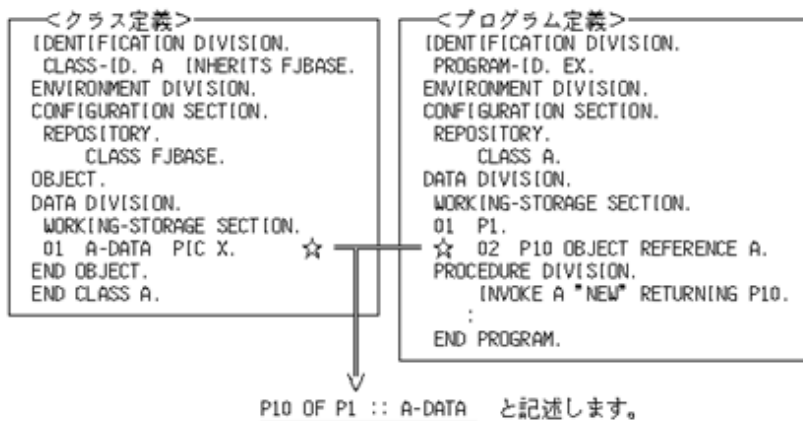 <クラス定義>
IDENTIFICATION DIVISION.
CLASS-ID. A INHERITS FJBASE.
ENVIRONMENT DIVISION.
CONFIGURATION SECTION.
REPOSITORY.
CLASS FJBASE.
OBJECT.
DATA DIVISION.
WORKING-STORAGE SECTION.
01 A-DATA PIC X. ☆
END OBJECT.
END CLASS A.
<プログラム定義>
IDENTIFICATION DIVISION.
PROGRAM-ID. EX.
ENVIRONMENT DIVISION.
CONFIGURATION SECTION.
REPOSITORY.
CLASS A.
DATA DIVISION.
WORKING-STORAGE SECTION.
01 P1.
☆ 02 P10 OBJECT REFERENCE A.
PROCEDURE DIVISION.
INVOKE A "NEW" RETURNING P10.
:
END PROGRAM.
P10 OF P1 :: A-DATA と記述します。